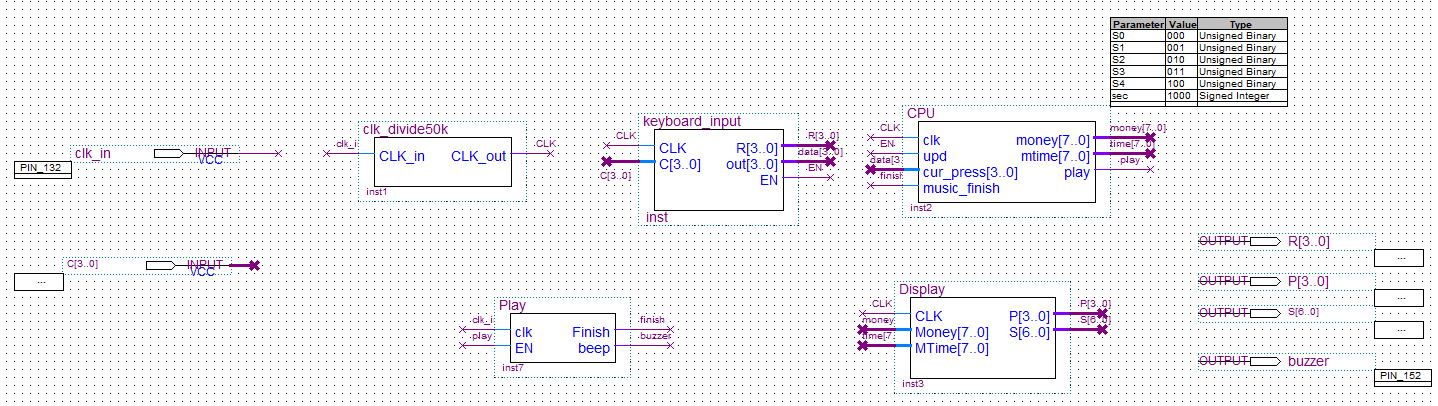 Parameter Value Type
S0 000 Unsigned Binary
S1 001 Unsigned Binary
S2 010 Unsigned Binary
S3 011 Unsigned Binary
S4 100 Unsigned Binary
sec 1000 Signed Integer
clk_in INPUT
VCC
PIN_132
clk_divide50k
clk_i
CLK_in CLK_out
CLK
inst1
keyboard_input
CLK
CLK R[3..0]
R[3..0]
C[3..0] out[3..0]
data[3..0]
C[3..0]
EN
EN
inst
CPU
CLK
clk money[7..0]
money[7..0]
EN
upd mtime[7..0]
time[7..0]
data[3
cur_press[3..0] play
play
finish
music_finish
inst2
C[3..0] INPUT
VCC
...
Play
clk_i
clk Finish
finish
play
EN beep
buzzer
inst7
Display
CLK
CLK P[3..0]
P[3..0]
money
Money[7..0] S[6..0]
S[6..0]
time[7
MTime[7..0]
inst3
OUTPUT R[3..0]
...
OUTPUT P[3..0]
...
OUTPUT S[6..0]
...
OUTPUT buzzer
PIN_152